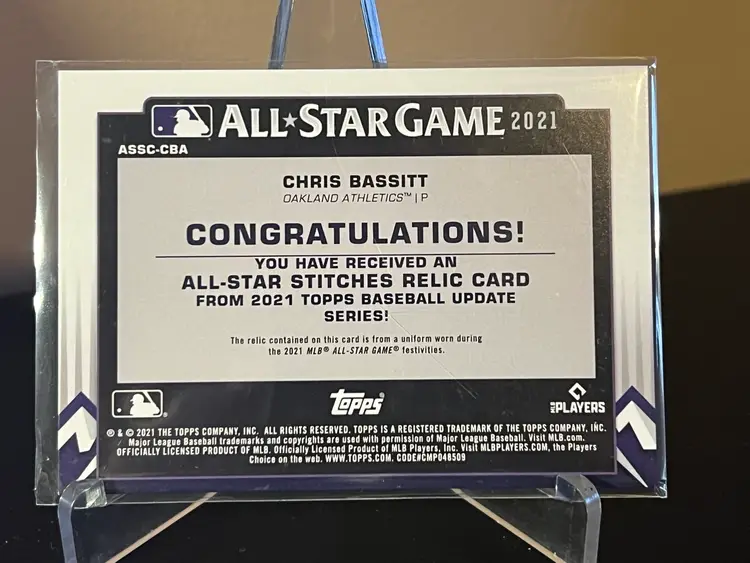 ALL★STAR GAME 2021
ASSC-CBA
CHRIS BASSITT
OAKLAND ATHLETICS™ | P
CONGRATULATIONS!
YOU HAVE RECEIVED AN
ALL-STAR STITCHES RELIC CARD
FROM 2021 TOPPS BASEBALL UPDATE
SERIES!
The relic contained on this card is from a uniform worn during
the 2021 MLB® ALL-STAR GAME® festivities.
topps
MLB PLAYERS
® & © 2021 THE TOPPS COMPANY, INC. ALL RIGHTS RESERVED. TOPPS IS A REGISTERED TRADEMARK OF THE TOPPS COMPANY, INC.
Major League Baseball trademarks and copyrights are used with permission of Major League Baseball. Visit MLB.com.
OFFICIALLY LICENSED PRODUCT OF MLB. Officially Licensed Product of MLB Players, Inc. Visit MLBPLAYERS.COM, the Players
Choice on the web. WWW.TOPPS.COM. CODE#CMP048509